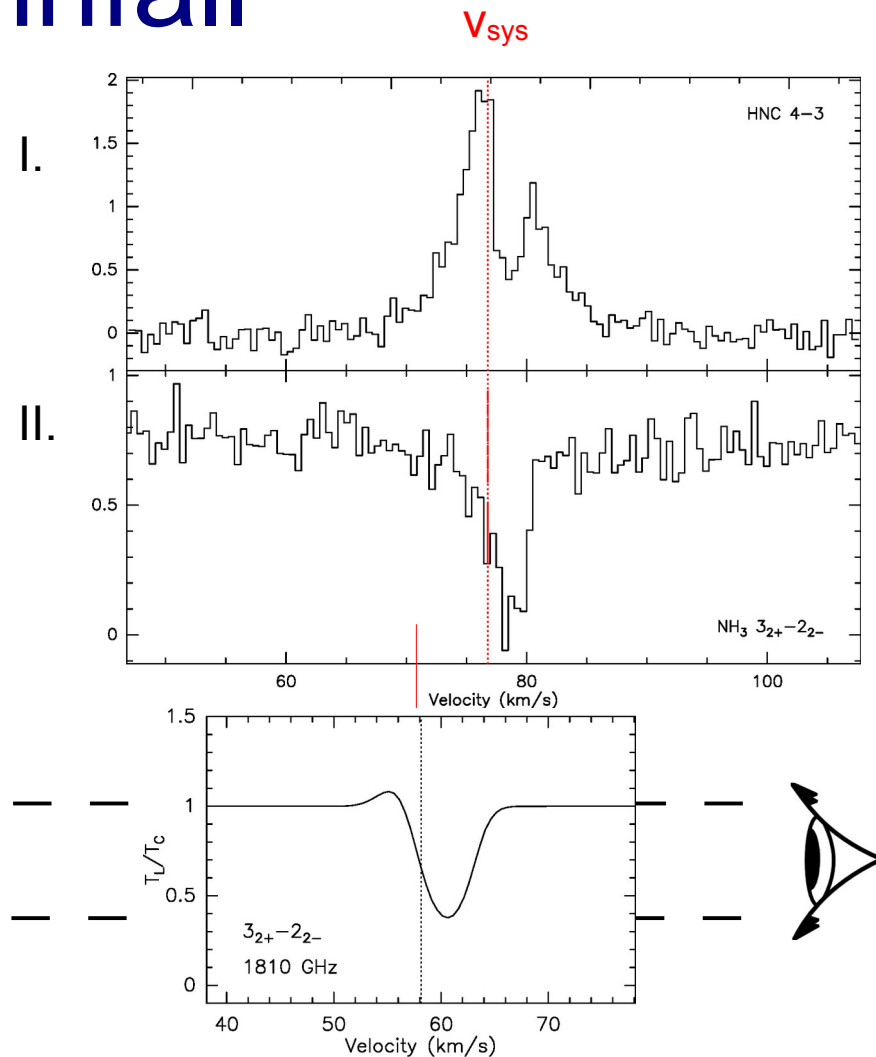 infall
Vsys
I.
HNC 4−3
2
1.5
1
0.5
0
II.
1
0.5
0
NH₃ 3₂₊−2₂₋
60 80 100
Velocity (km/s)
1.5
1
0.5
0
T_L/T_C
3₂₊−2₂₋
1810 GHz
40 50 60 70
Velocity (km/s)